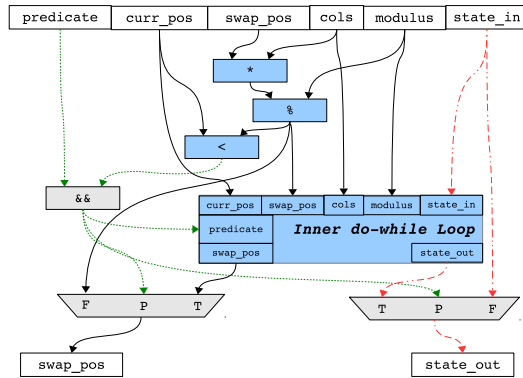 predicate curr_pos swap_pos cols modulus state_in
*
%
<
&&
curr_pos swap_pos cols modulus state_in
predicate Inner do-while Loop
swap_pos state_out
F P T T P F
swap_pos state_out